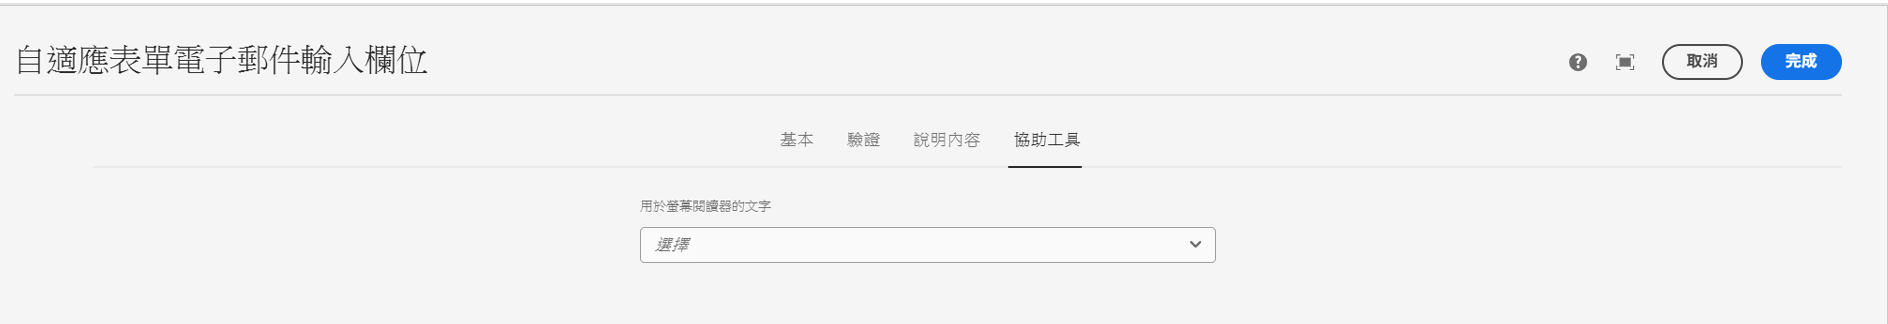 自適應表單電子郵件輸入欄位
取消
完成
基本 驗證 說明內容 協助工具
用於螢幕閱讀器的文字
選擇